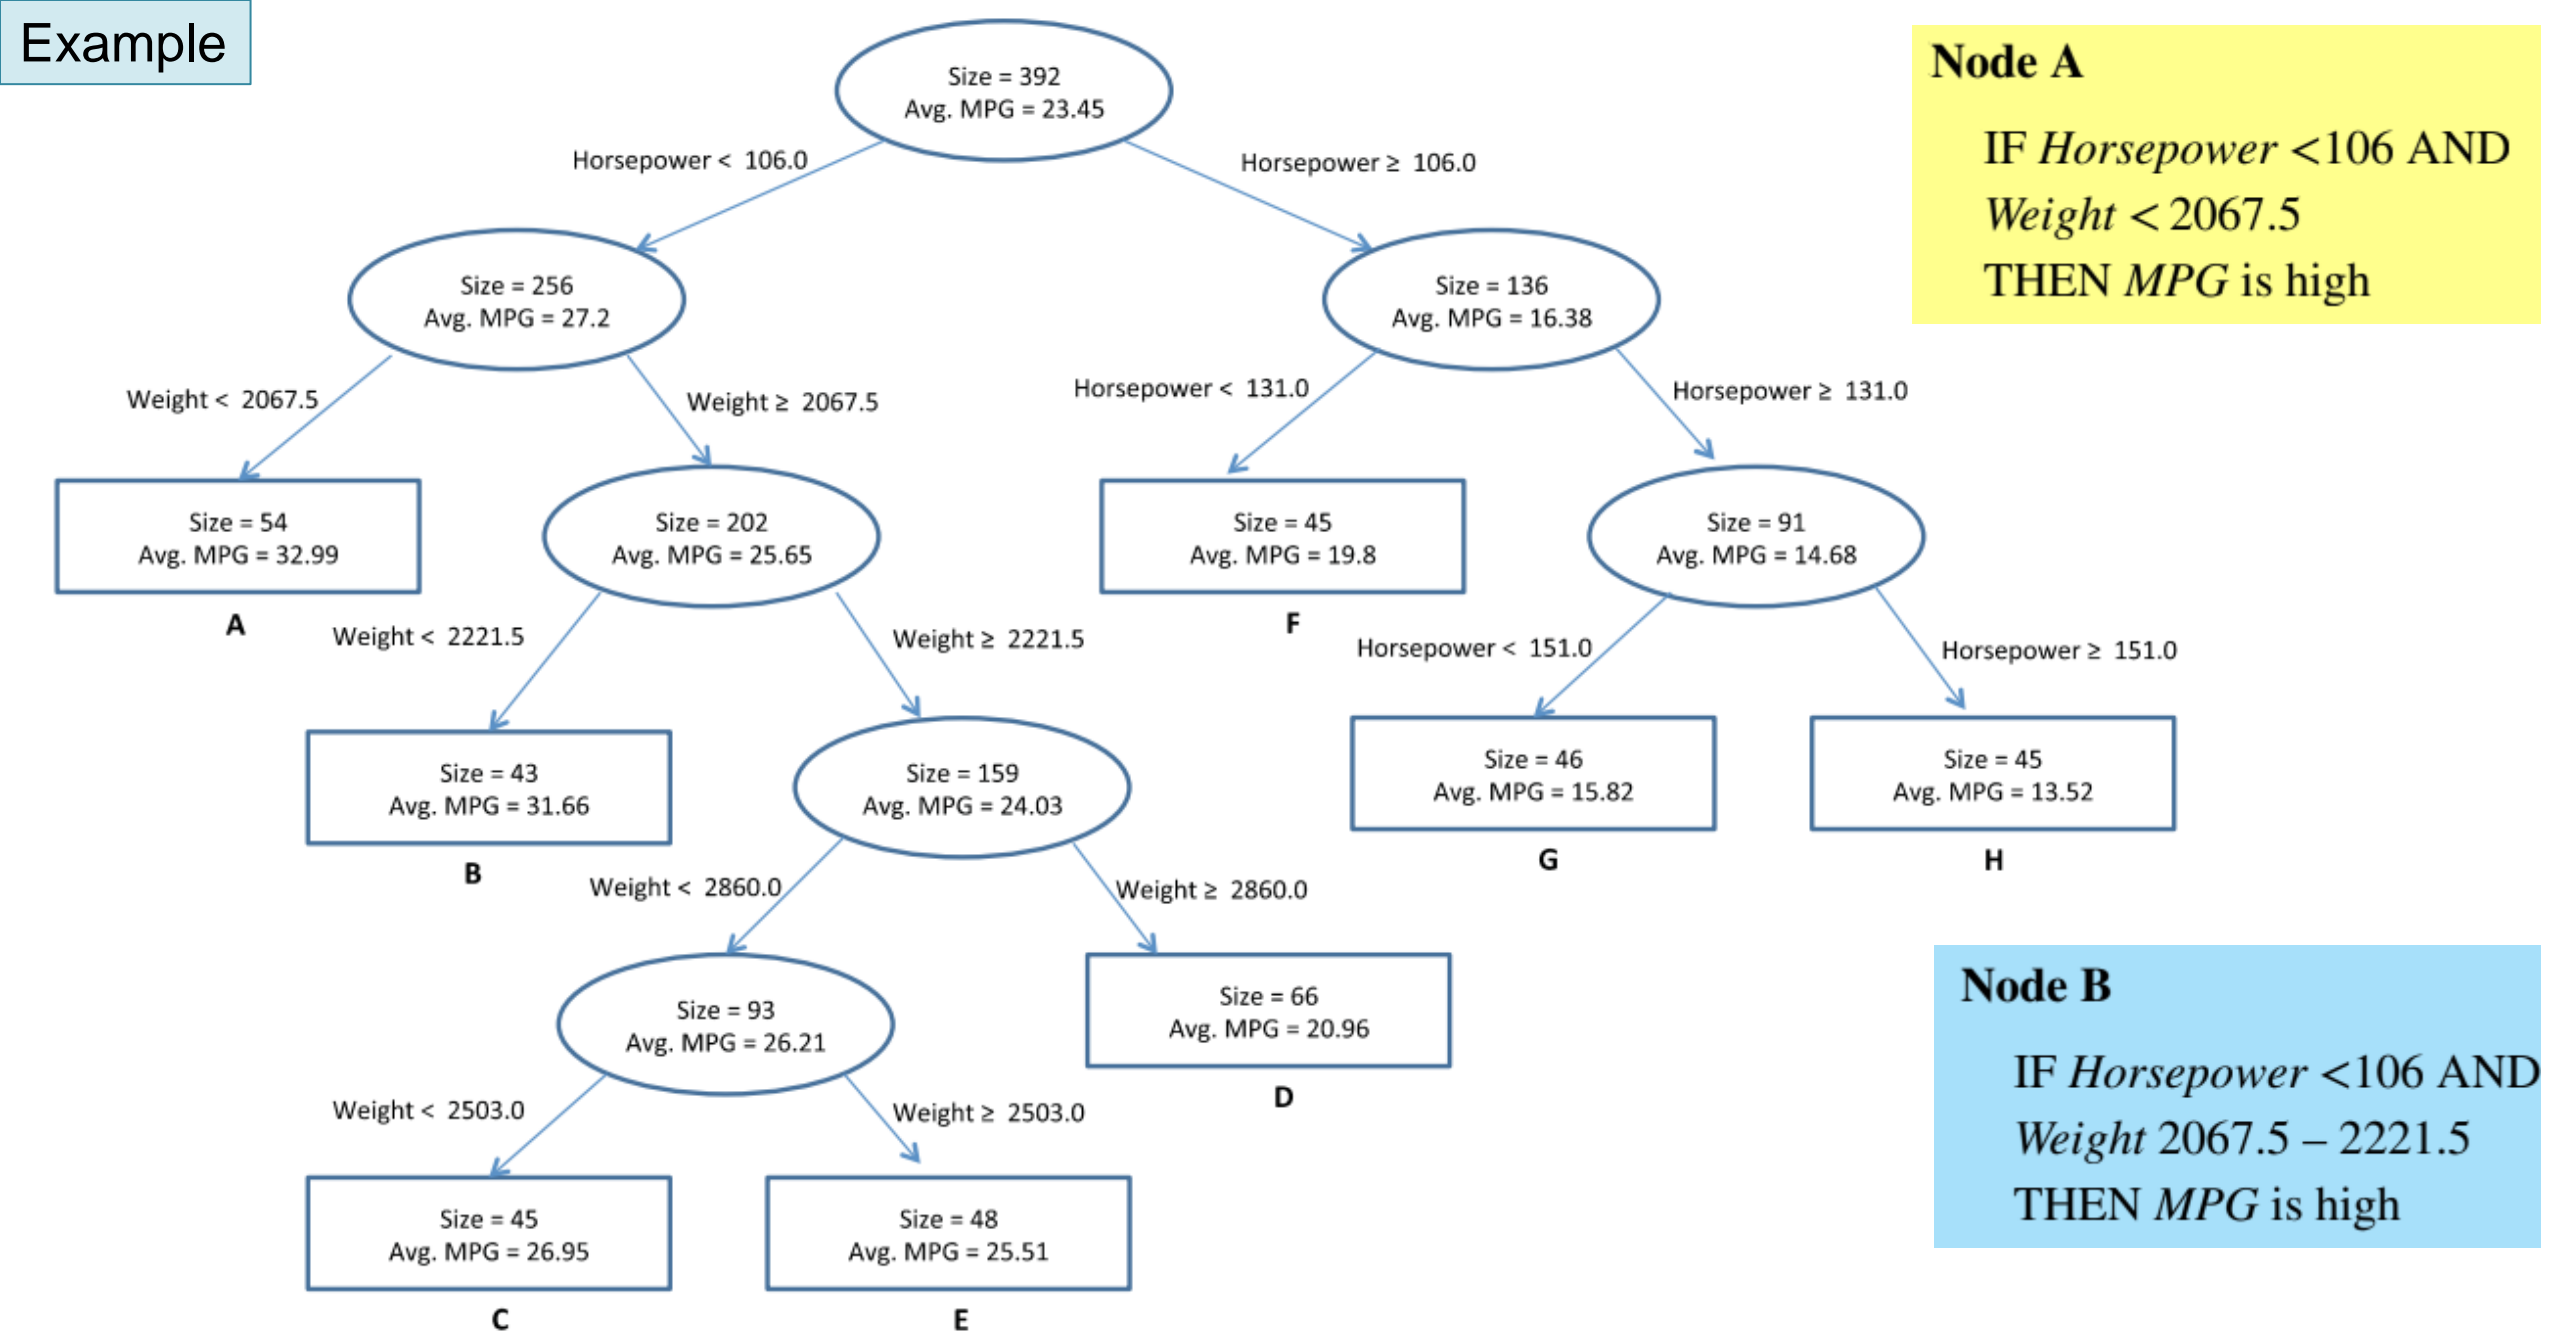 Example
Size = 392
Avg. MPG = 23.45
Node A
IF Horsepower <106 AND
Weight < 2067.5
THEN MPG is high
Horsepower < 106.0
Horsepower ≥ 106.0
Size = 256
Avg. MPG = 27.2
Size = 136
Avg. MPG = 16.38
Weight < 2067.5
Weight ≥ 2067.5
Horsepower < 131.0
Horsepower ≥ 131.0
Size = 54
Avg. MPG = 32.99
A
Size = 202
Avg. MPG = 25.65
Size = 45
Avg. MPG = 19.8
F
Size = 91
Avg. MPG = 14.68
Weight < 2221.5
Weight ≥ 2221.5
Horsepower < 151.0
Horsepower ≥ 151.0
Size = 43
Avg. MPG = 31.66
B
Size = 159
Avg. MPG = 24.03
Size = 46
Avg. MPG = 15.82
G
Size = 45
Avg. MPG = 13.52
H
Weight < 2860.0
Weight ≥ 2860.0
Size = 93
Avg. MPG = 26.21
Size = 66
Avg. MPG = 20.96
D
Node B
IF Horsepower <106 AND
Weight 2067.5 – 2221.5
THEN MPG is high
Weight < 2503.0
Weight ≥ 2503.0
Size = 45
Avg. MPG = 26.95
C
Size = 48
Avg. MPG = 25.51
E